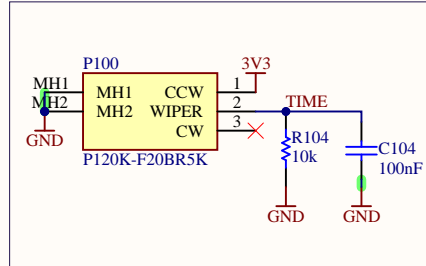 P100
3V3
MH1 MH1 CCW 1
MH2 MH2 WIPER 2 TIME
CW 3
GND
P120K-F20BR5K
R104
10k
C104
100nF
GND
GND